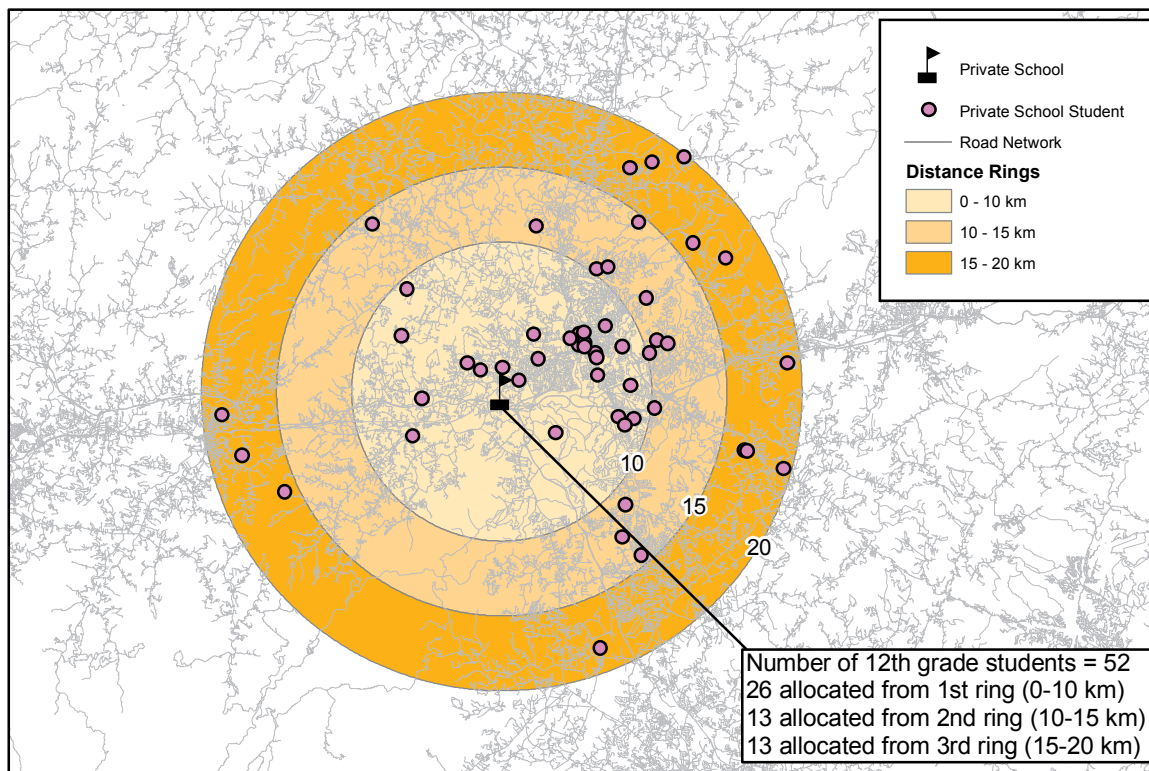 Private School
Private School Student
Road Network
Distance Rings
0 - 10 km
10 - 15 km
15 - 20 km
10
15
20
Number of 12th grade students = 52
26 allocated from 1st ring (0-10 km)
13 allocated from 2nd ring (10-15 km)
13 allocated from 3rd ring (15-20 km)